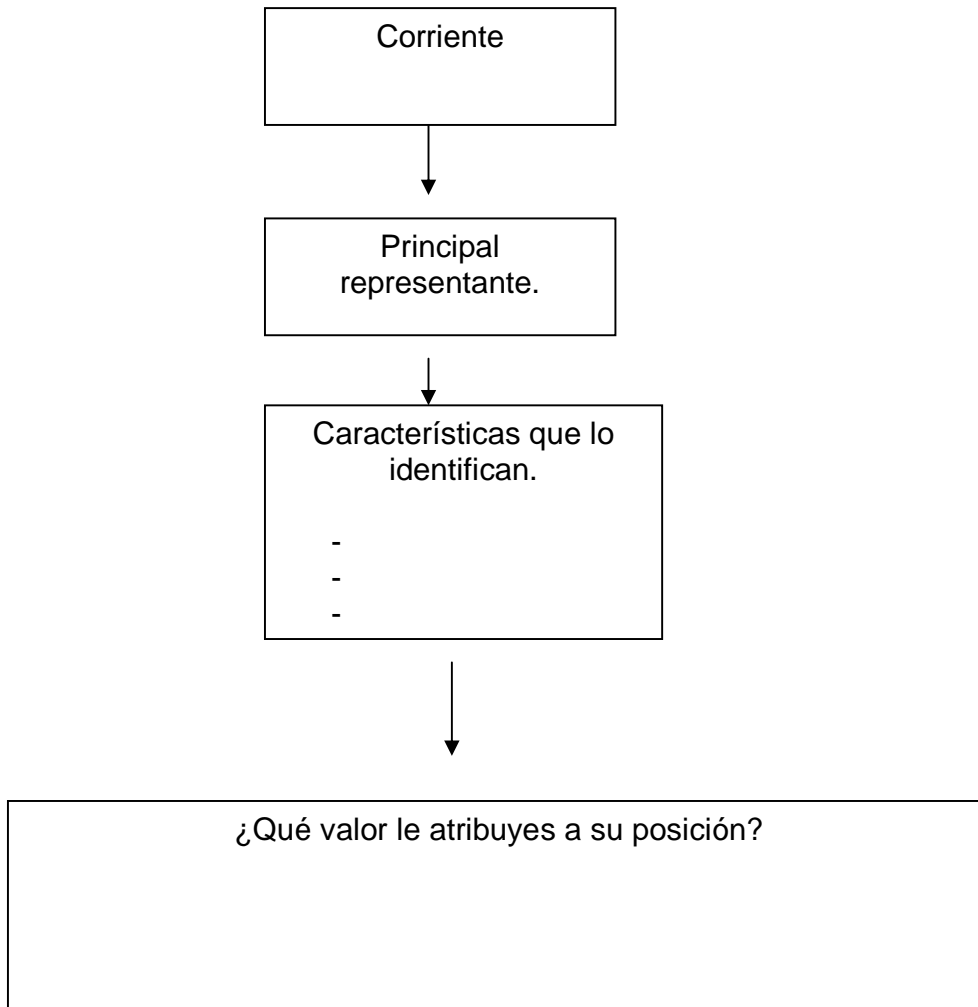 Corriente
Principal
representante.
Características que lo
identifican.
-
-
-
¿Qué valor le atribuyes a su posición?